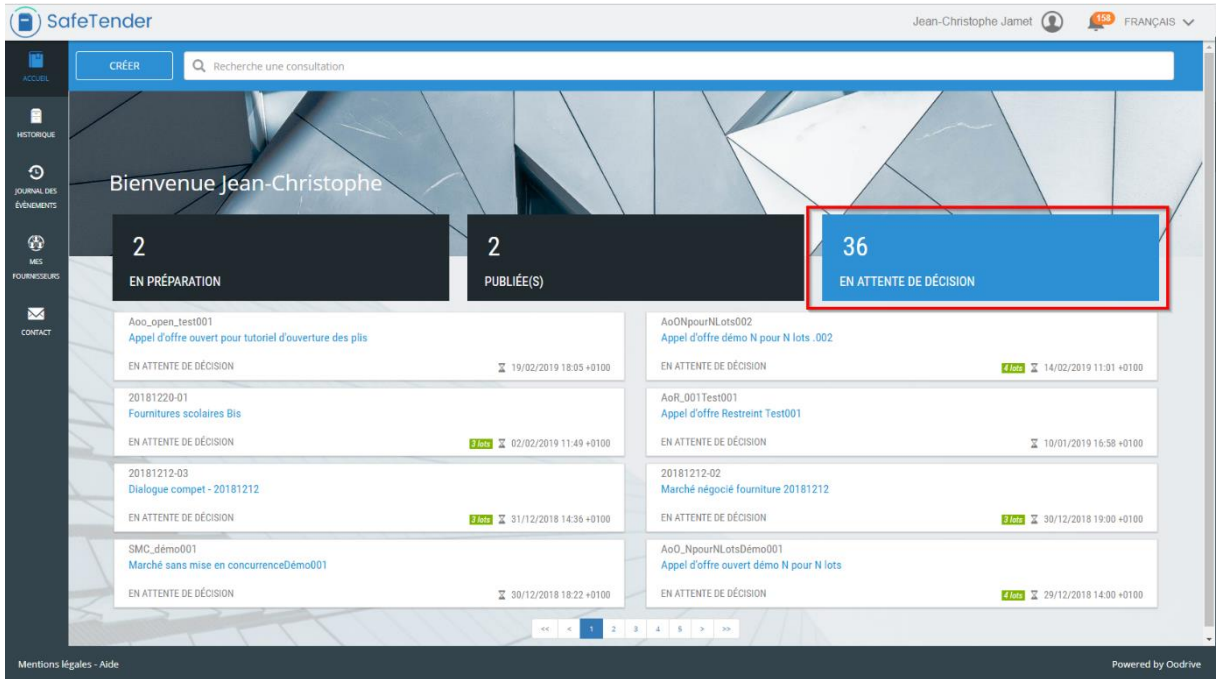 SafeTender
Jean-Christophe Jamet
158
FRANÇAIS
ACCUEIL
CRÉER
Recherche une consultation
HISTORIQUE
JOURNAL DES
ÉVÈNEMENTS
MES
FOURNISSEURS
CONTACT
Bienvenue Jean-Christophe
2
EN PRÉPARATION
2
PUBLIÉE(S)
36
EN ATTENTE DE DÉCISION
Aoo_open_test001
Appel d'offre ouvert pour tutoriel d'ouverture des plis
EN ATTENTE DE DÉCISION
19/02/2019 18:05 +0100
AoONpourNLots002
Appel d'offre démo N pour N lots .002
EN ATTENTE DE DÉCISION
4 lots 14/02/2019 11:01 +0100
20181220-01
Fournitures scolaires Bis
EN ATTENTE DE DÉCISION
3 lots 02/02/2019 11:49 +0100
AoR_001Test001
Appel d'offre Restreint Test001
EN ATTENTE DE DÉCISION
10/01/2019 16:58 +0100
20181212-03
Dialogue compet - 20181212
EN ATTENTE DE DÉCISION
3 lots 31/12/2018 14:36 +0100
20181212-02
Marché négocié fourniture 20181212
EN ATTENTE DE DÉCISION
3 lots 30/12/2018 19:00 +0100
SMC_démo001
Marché sans mise en concurrenceDémo001
EN ATTENTE DE DÉCISION
30/12/2018 18:22 +0100
AoO_NpourNLotsDémo001
Appel d'offre ouvert démo N pour N lots
EN ATTENTE DE DÉCISION
4 lots 29/12/2018 14:00 +0100
<< < 1 2 3 4 5 > >>
Mentions légales - Aide
Powered by Oodrive